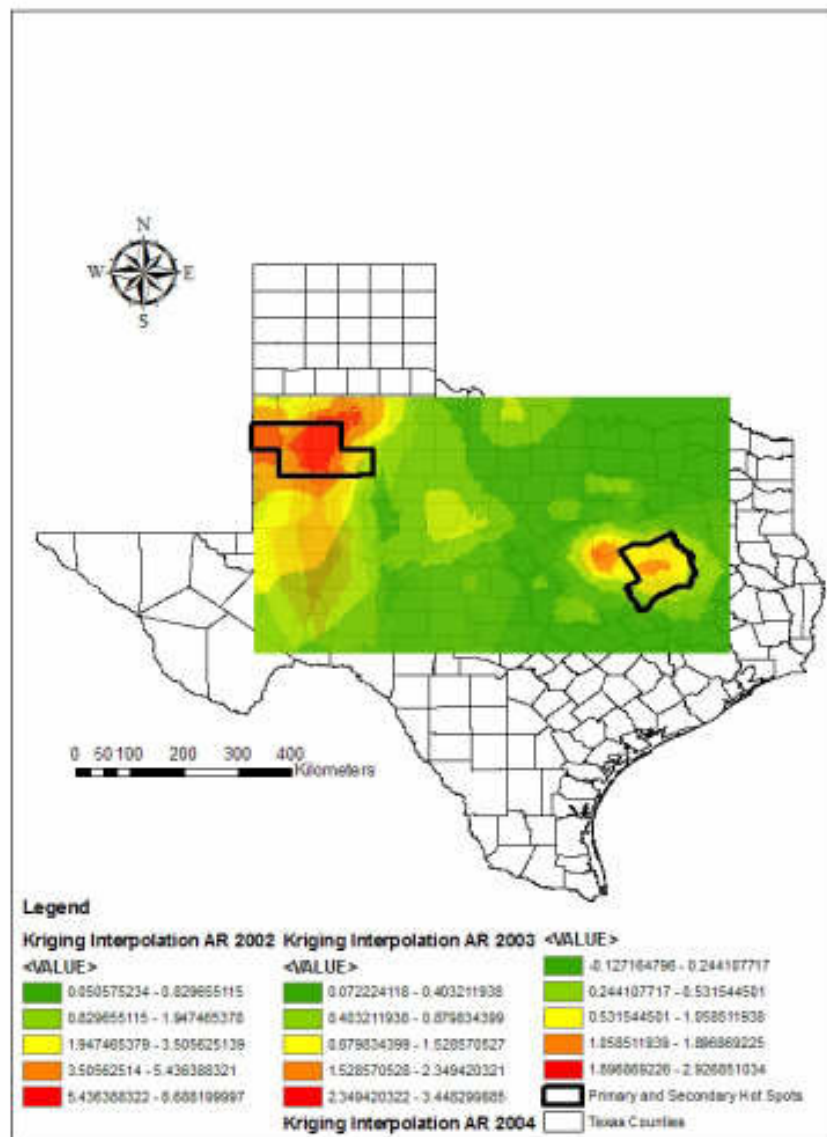 N
W E
S
0 50 100 200 300 400
Kilometers
Legend
Kriging Interpolation AR 2002
<VALUE>
0.050575234 - 0.829655115
0.829655115 - 1.947465378
1.947465379 - 3.505625139
3.50562514 - 5.436388321
5.436388322 - 8.688199997
Kriging Interpolation AR 2003
<VALUE>
0.072224118 - 0.403211938
0.403211938 - 0.879834399
0.879834399 - 1.528570527
1.528570528 - 2.349420321
2.349420322 - 3.448299885
Kriging Interpolation AR 2004
<VALUE>
-0.127164796 - 0.244107717
0.244107717 - 0.531544501
0.531544501 - 1.058511938
1.058511939 - 1.896869225
1.896869226 - 2.926851034
Primary and Secondary Hot Spots
Texas Counties